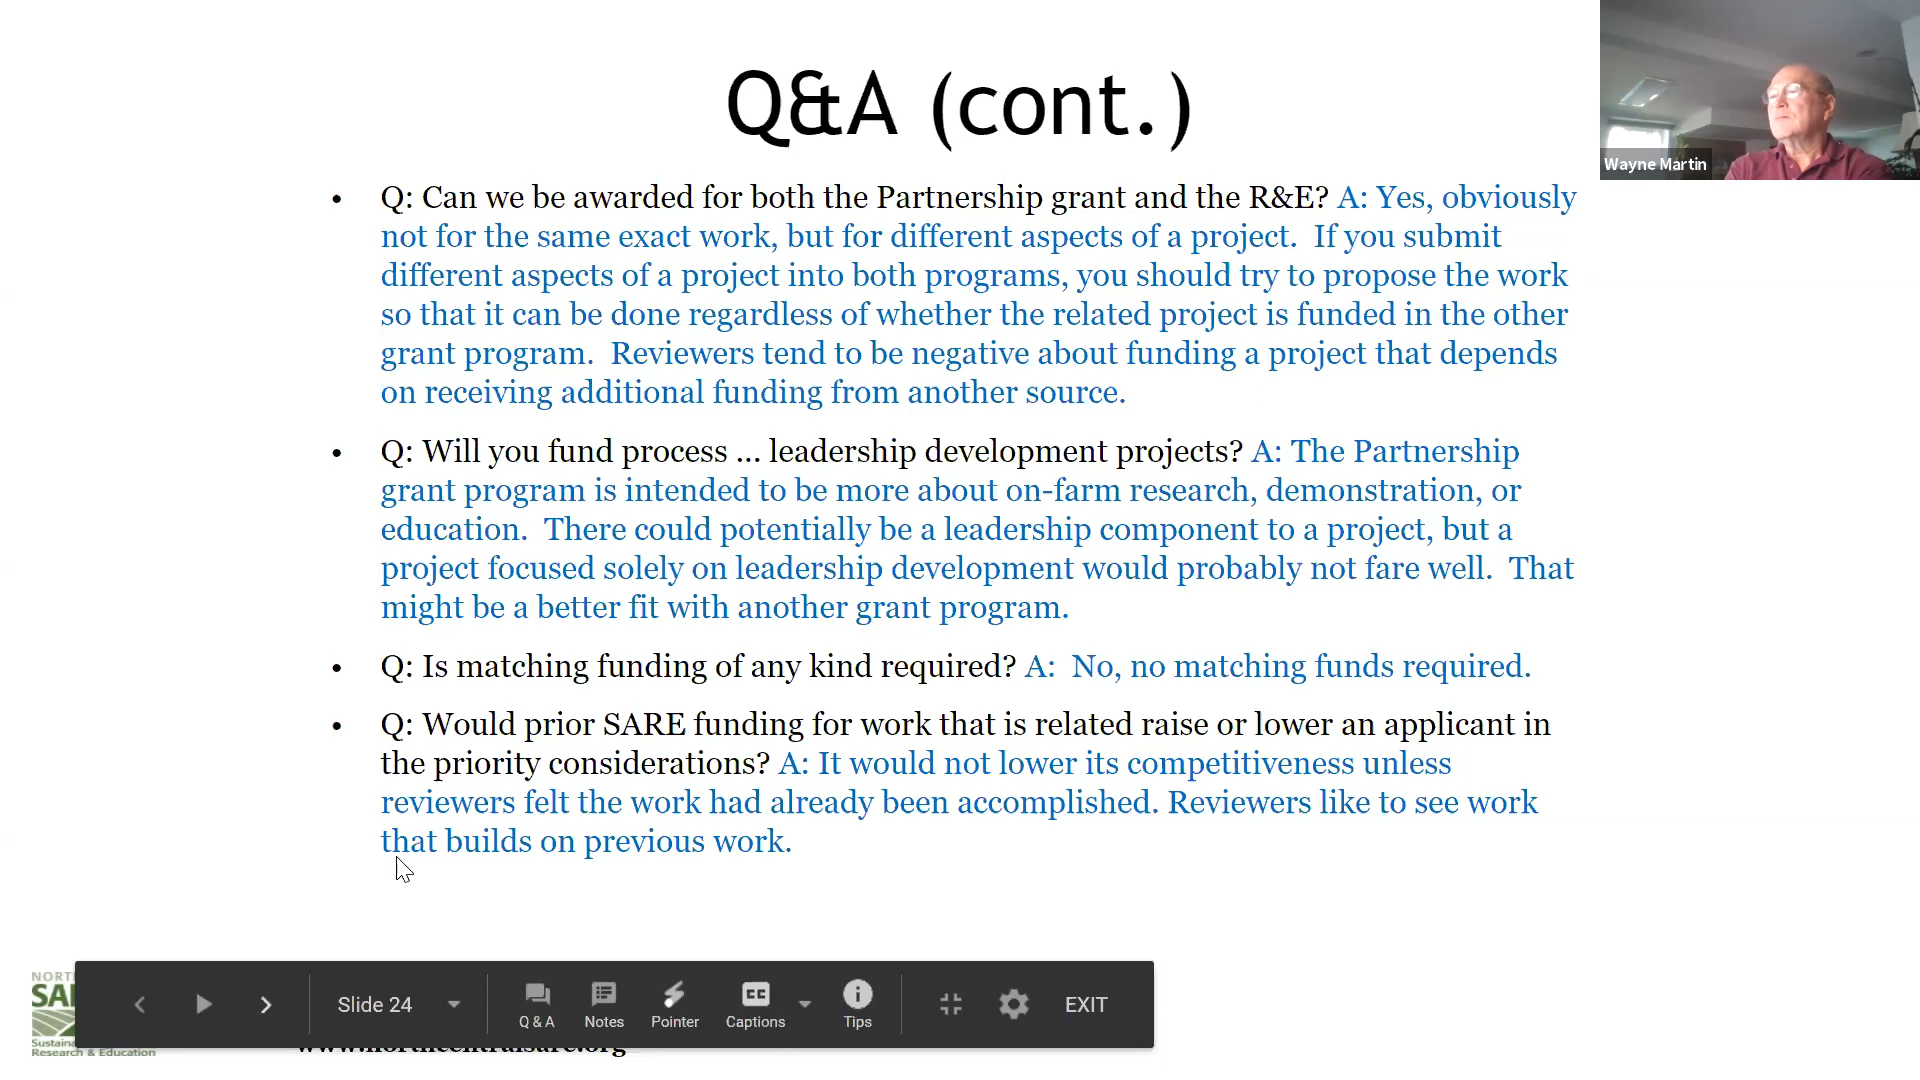 Q&A (cont.)
Wayne Martin
• Q: Can we be awarded for both the Partnership grant and the R&E? A: Yes, obviously
not for the same exact work, but for different aspects of a project.  If you submit
different aspects of a project into both programs, you should try to propose the work
so that it can be done regardless of whether the related project is funded in the other
grant program.  Reviewers tend to be negative about funding a project that depends
on receiving additional funding from another source.
• Q: Will you fund process ... leadership development projects? A: The Partnership
grant program is intended to be more about on-farm research, demonstration, or
education.  There could potentially be a leadership component to a project, but a
project focused solely on leadership development would probably not fare well.  That
might be a better fit with another grant program.
• Q: Is matching funding of any kind required? A:  No, no matching funds required.
• Q: Would prior SARE funding for work that is related raise or lower an applicant in
the priority considerations? A: It would not lower its competitiveness unless
reviewers felt the work had already been accomplished. Reviewers like to see work
that builds on previous work.
Slide 24
Q & A
Notes
Pointer
CC
Captions
Tips
EXIT
Research & Education
www.northcentralsare.org